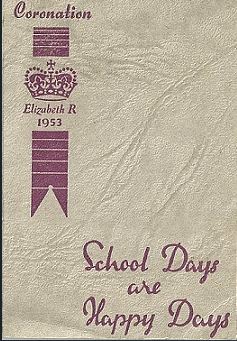 Coronation
Elizabeth R
1953
School Days
are
Happy Days